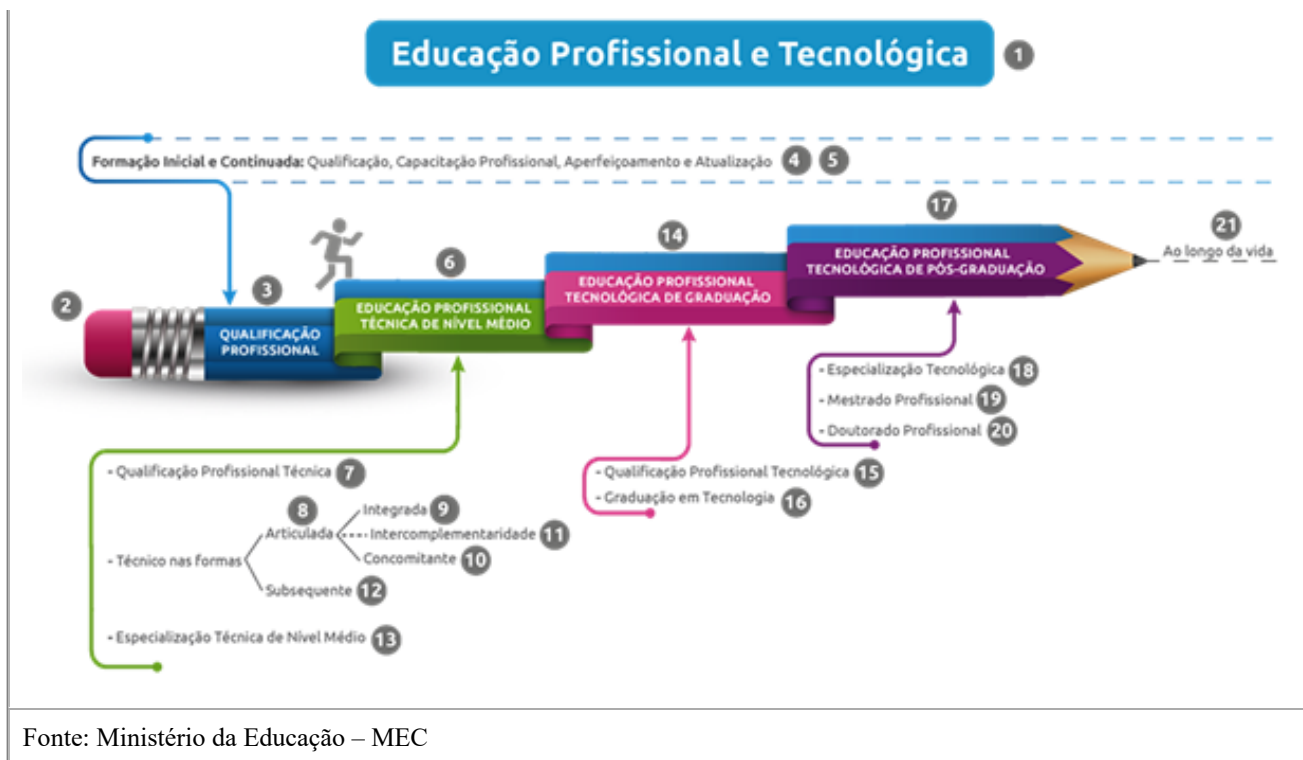 Educação Profissional e Tecnológica 1
Formação Inicial e Continuada: Qualificação, Capacitação Profissional, Aperfeiçoamento e Atualização 4 5
17
21
Ao longo da vida
14
EDUCAÇÃO PROFISSIONAL
TECNOLÓGICA DE PÓS-GRADUAÇÃO
6
EDUCAÇÃO PROFISSIONAL
TECNOLÓGICA DE GRADUAÇÃO
2
3
EDUCAÇÃO PROFISSIONAL
TÉCNICA DE NÍVEL MÉDIO
QUALIFICAÇÃO
PROFISSIONAL
- Especialização Tecnológica 18
- Mestrado Profissional 19
- Doutorado Profissional 20
- Qualificação Profissional Técnica 7
- Qualificação Profissional Tecnológica 15
- Graduação em Tecnologia 16
8
Integrada 9
Articulada
Intercomplementaridade 11
- Técnico nas formas
Concomitante 10
Subsequente 12
- Especialização Técnica de Nível Médio 13
Fonte: Ministério da Educação – MEC